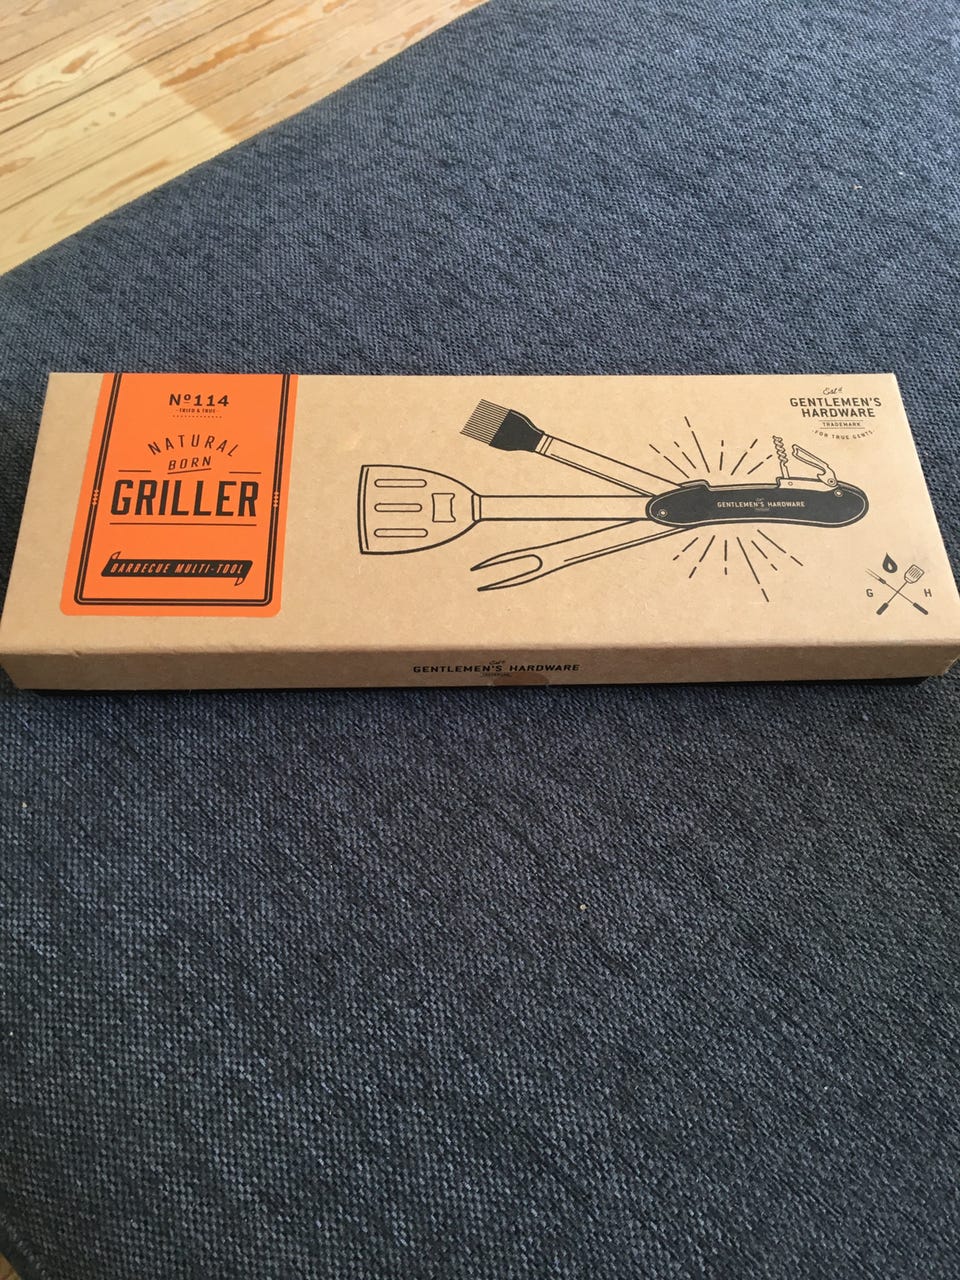 Nº114
TRIED & TRUE
NATURAL
BORN
GRILLER
BARBECUE MULTI-TOOL
Est^d
GENTLEMEN'S
HARDWARE
TRADEMARK
FOR TRUE GENTS
GENTLEMEN'S HARDWARE
G H
GENTLEMEN'S HARDWARE